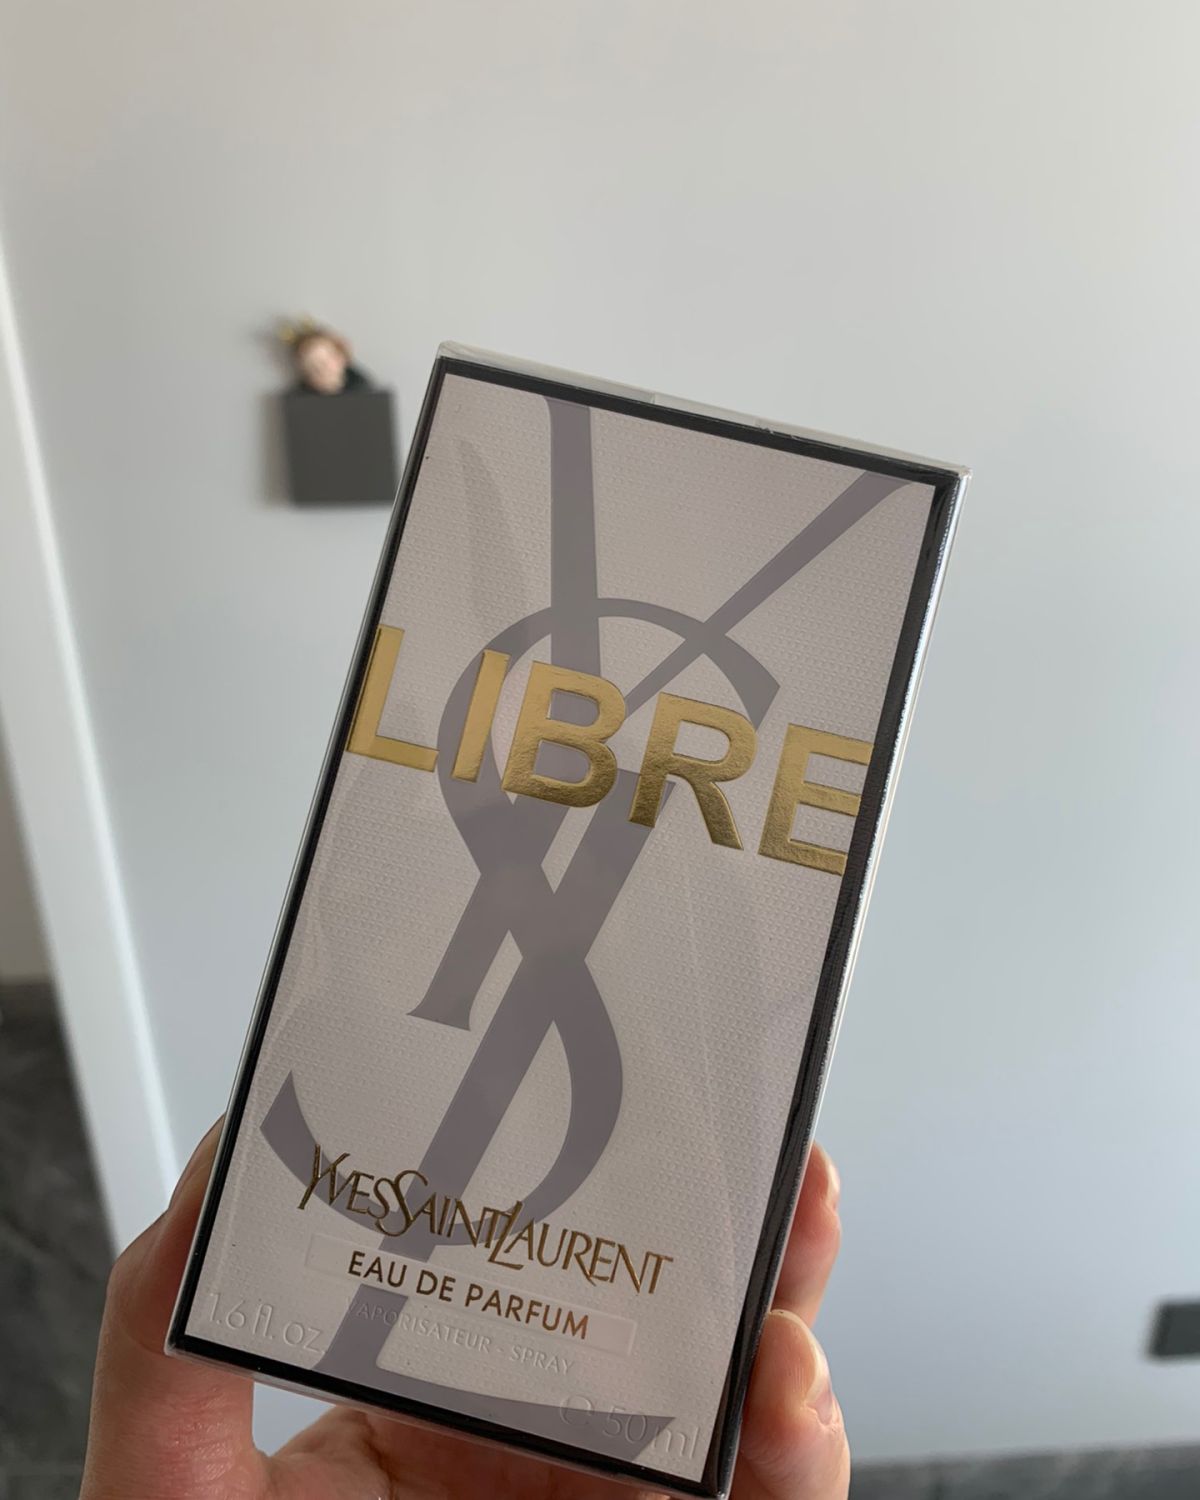 LIBRE
YVESSAINTLAURENT
EAU DE PARFUM
VAPORISATEUR - SPRAY
1.6 fl. oz.
e 50 ml